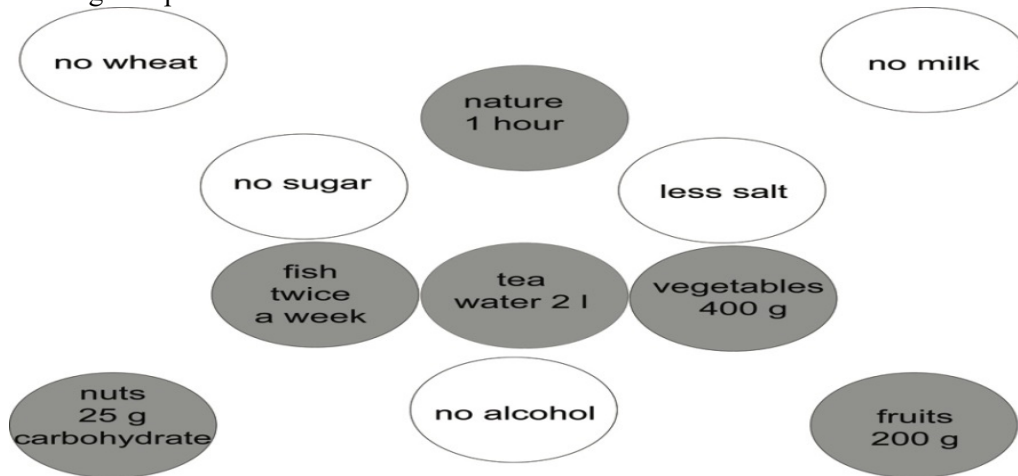 no wheat
no milk
nature
1 hour
no sugar
less salt
fish
twice
a week
tea
water 2 l
vegetables
400 g
nuts
25 g
carbohydrate
no alcohol
fruits
200 g